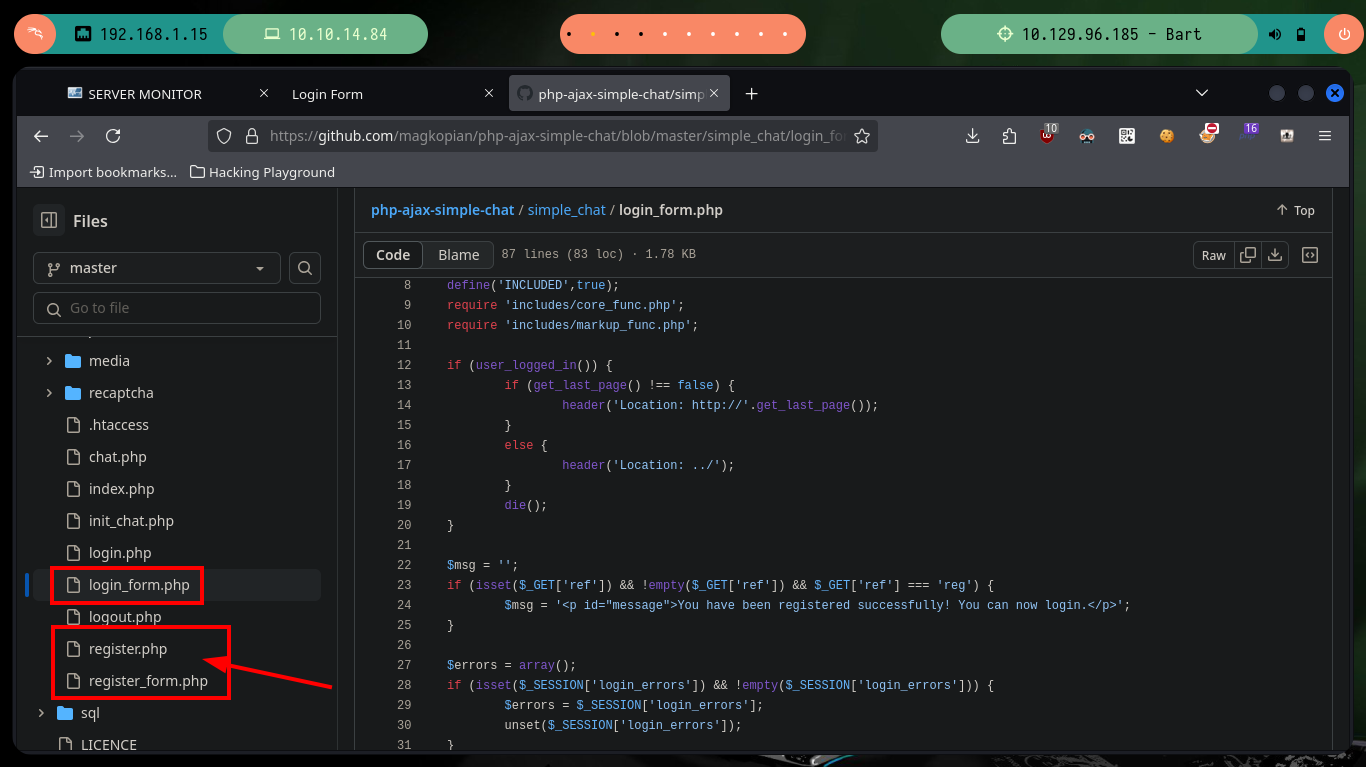 192.168.1.15
10.10.14.84
10.129.96.185 - Bart
SERVER MONITOR
Login Form
php-ajax-simple-chat/simp
https://github.com/magkopian/php-ajax-simple-chat/blob/master/simple_chat/login_fo
10
16
Import bookmarks...
Hacking Playground
Files
master
Go to file
media
recaptcha
.htaccess
chat.php
index.php
init_chat.php
login.php
login_form.php
logout.php
register.php
register_form.php
sql
LICENCE
php-ajax-simple-chat / simple_chat / login_form.php
Top
Code
Blame
87 lines (83 loc) · 1.78 KB
Raw
8 define('INCLUDED',true);
9 require 'includes/core_func.php';
10 require 'includes/markup_func.php';
11
12 if (user_logged_in()) {
13 if (get_last_page() !== false) {
14 header('Location: http://'.get_last_page());
15 }
16 else {
17 header('Location: ../');
18 }
19 die();
20 }
21
22 $msg = '';
23 if (isset($_GET['ref']) && !empty($_GET['ref']) && $_GET['ref'] === 'reg') {
24 $msg = '<p id="message">You have been registered successfully! You can now login.</p>';
25 }
26
27 $errors = array();
28 if (isset($_SESSION['login_errors']) && !empty($_SESSION['login_errors'])) {
29 $errors = $_SESSION['login_errors'];
30 unset($_SESSION['login_errors']);
31 }